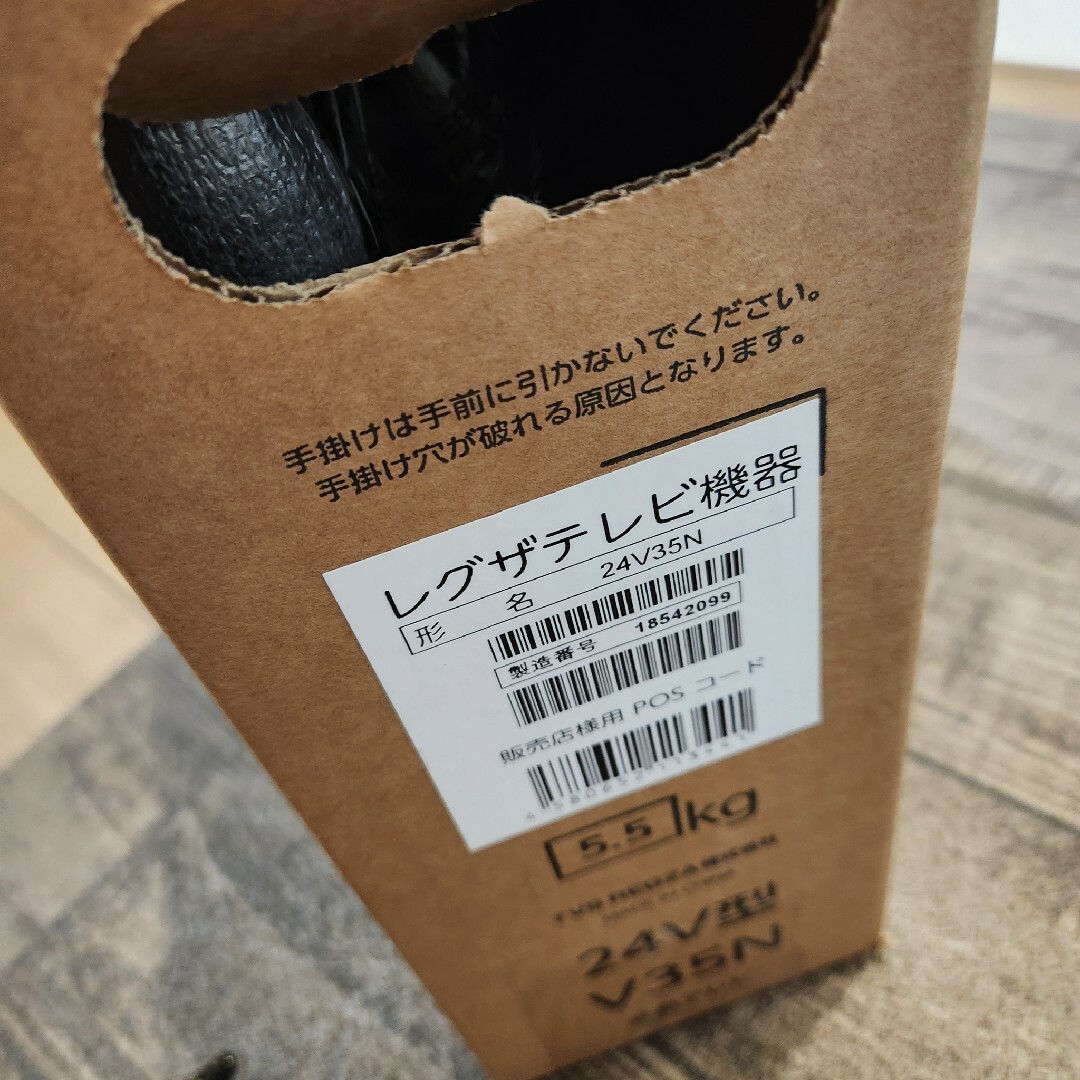 手掛けは手前に引かないでください。
手掛け穴が破れる原因となります。
レグザテレビ機器
形 名 24V35N
製造番号 18542099
販売店様用 POS コード
5.5 kg
24V型
V35N